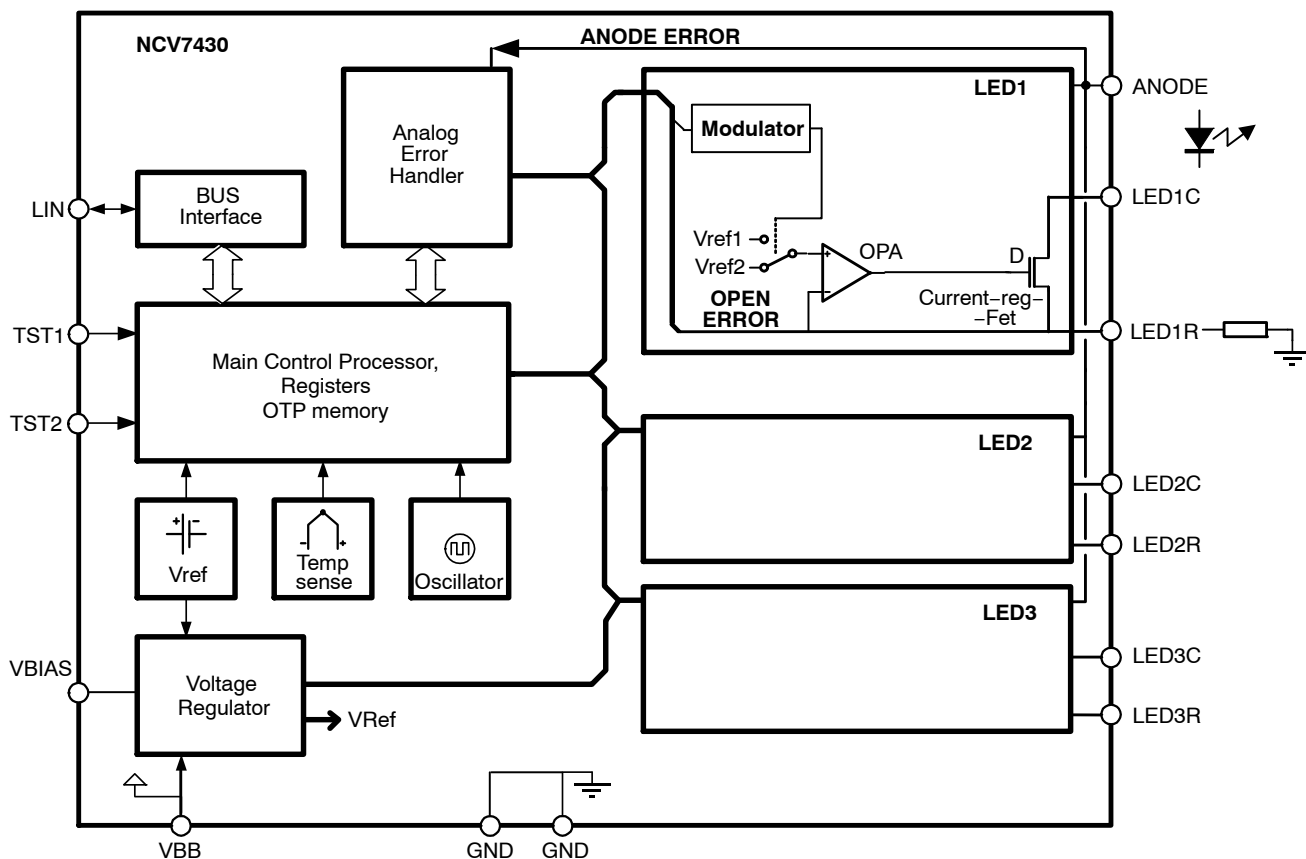 NCV7430
ANODE ERROR
LED1
ANODE
Modulator
Analog
Error
Handler
BUS
Interface
LIN
LED1C
Vref1
Vref2
+
-
OPA
D
Current-reg-
-Fet
OPEN
ERROR
LED1R
TST1
Main Control Processor,
Registers
OTP memory
TST2
LED2
LED2C
LED2R
+ -
Vref
- +
Temp
sense
Oscillator
LED3
LED3C
LED3R
VBIAS
Voltage
Regulator
VRef
VBB
GND
GND